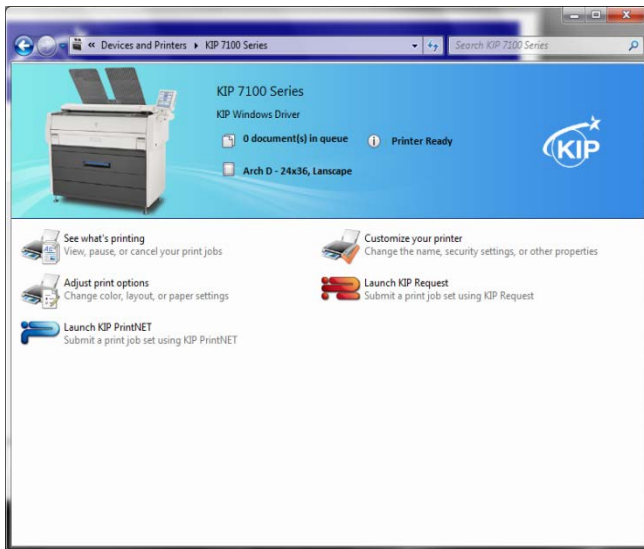 « Devices and Printers ▸ KIP 7100 Series
Search KIP 7100 Series
KIP 7100 Series
KIP Windows Driver
0 document(s) in queue
Printer Ready
Arch D - 24x36, Lanscape
KIP
See what's printing
View, pause, or cancel your print jobs
Customize your printer
Change the name, security settings, or other properties
Adjust print options
Change color, layout, or paper settings
Launch KIP Request
Submit a print job set using KIP Request
Launch KIP PrintNET
Submit a print job set using KIP PrintNET